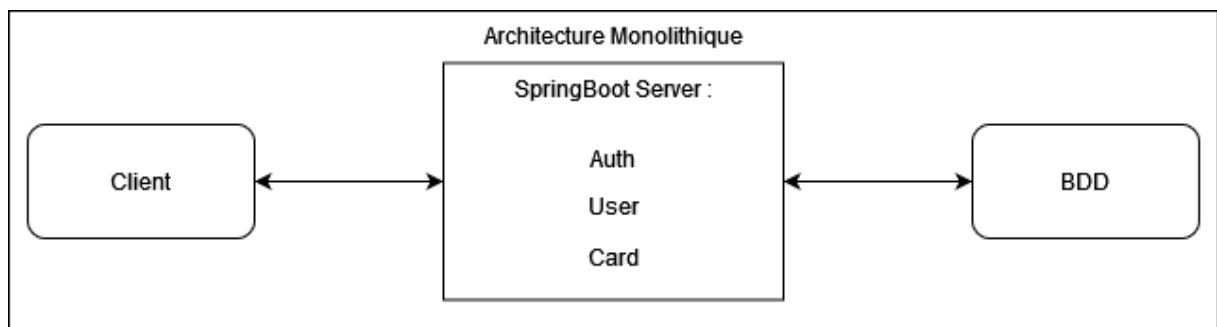 Architecture Monolithique
SpringBoot Server :
Auth
Client
BDD
User
Card